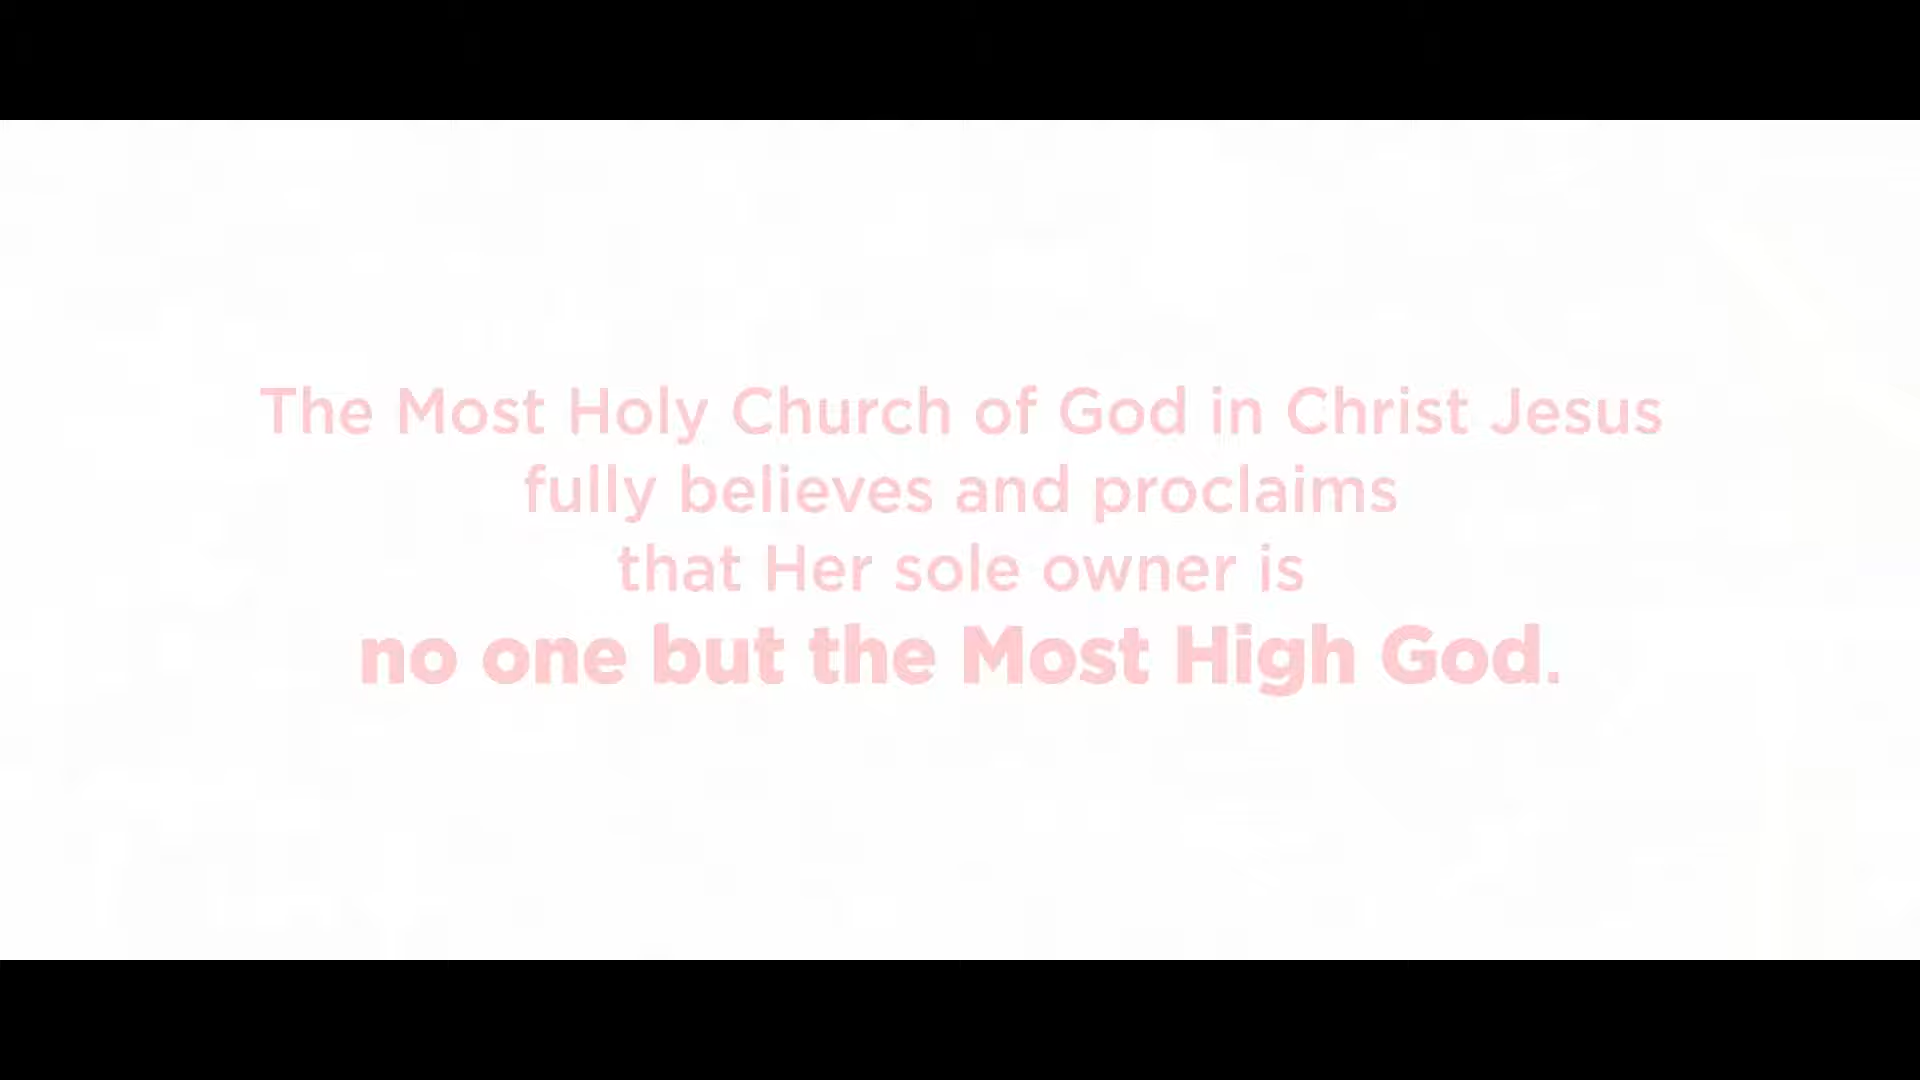 The Most Holy Church of God in Christ Jesus
fully believes and proclaims
that Her sole owner is
no one but the Most High God.